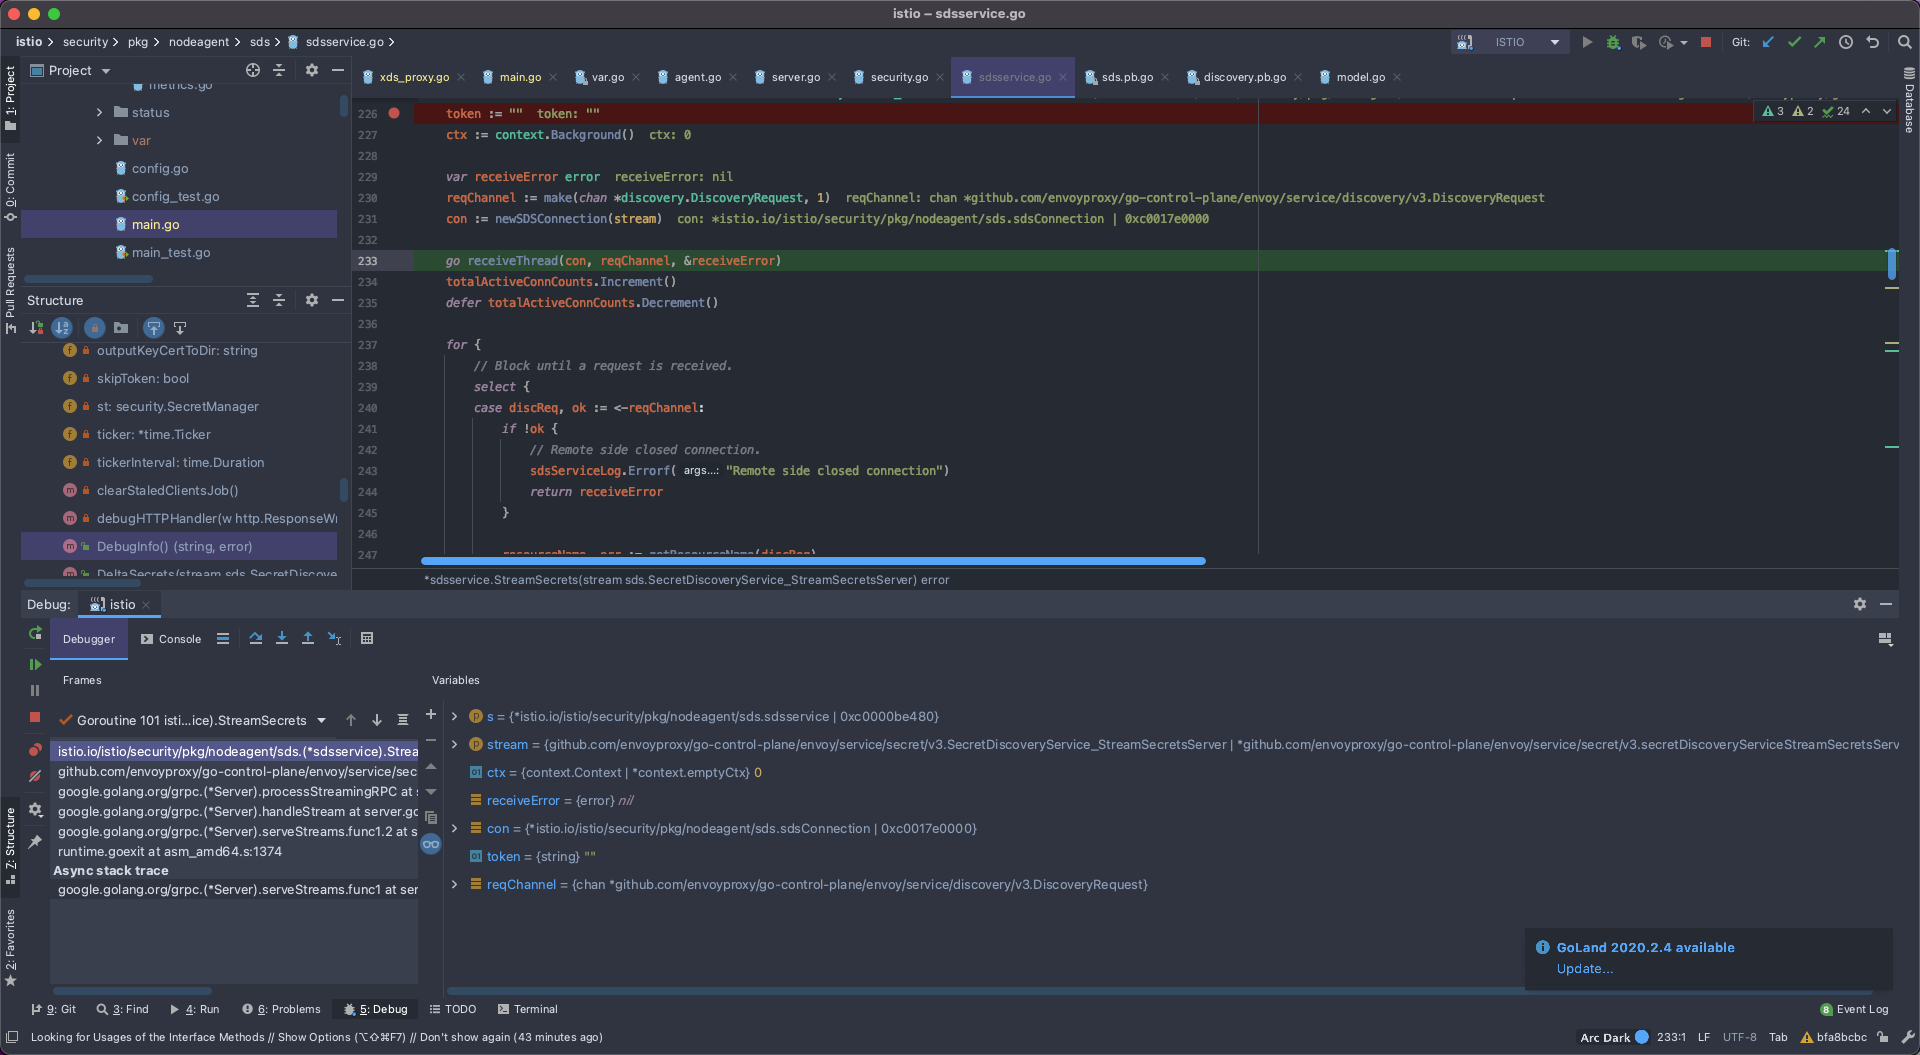 istio – sdsservice.go
istio security pkg nodeagent sds sdsservice.go
ISTIO
Git:
1: Project
0: Commit
Pull Requests
7: Structure
2: Favorites
Database
Project
metrics.go
status
var
config.go
config_test.go
main.go
main_test.go
Structure
outputKeyCertToDir: string
skipToken: bool
st: security.SecretManager
ticker: *time.Ticker
tickerInterval: time.Duration
clearStaledClientsJob()
debugHTTPHandler(w http.ResponseWr
DebugInfo() (string, error)
DeltaSecrets(stream sds.SecretDiscove
xds_proxy.go main.go var.go agent.go server.go security.go sdsservice.go sds.pb.go discovery.pb.go model.go
3 2 24
226 token := "" token: ""
227 ctx := context.Background() ctx: 0
228
229 var receiveError error receiveError: nil
230 reqChannel := make(chan *discovery.DiscoveryRequest, 1) reqChannel: chan *github.com/envoyproxy/go-control-plane/envoy/service/discovery/v3.DiscoveryRequest
231 con := newSDSConnection(stream) con: *istio.io/istio/security/pkg/nodeagent/sds.sdsConnection | 0xc0017e0000
232
233 go receiveThread(con, reqChannel, &receiveError)
234 totalActiveConnCounts.Increment()
235 defer totalActiveConnCounts.Decrement()
236
237 for {
238 // Block until a request is received.
239 select {
240 case discReq, ok := <-reqChannel:
241 if !ok {
242 // Remote side closed connection.
243 sdsServiceLog.Errorf( args...: "Remote side closed connection")
244 return receiveError
245 }
246
247 resourceName, err := getResourceName(discReq)
*sdsservice.StreamSecrets(stream sds.SecretDiscoveryService_StreamSecretsServer) error
Debug: istio
Debugger Console
Frames
Goroutine 101 isti...ice).StreamSecrets
istio.io/istio/security/pkg/nodeagent/sds.(*sdsservice).Strea
github.com/envoyproxy/go-control-plane/envoy/service/sec
google.golang.org/grpc.(*Server).processStreamingRPC at s
google.golang.org/grpc.(*Server).handleStream at server.go
google.golang.org/grpc.(*Server).serveStreams.func1.2 at s
runtime.goexit at asm_amd64.s:1374
Async stack trace
google.golang.org/grpc.(*Server).serveStreams.func1 at ser
Variables
s = {*istio.io/istio/security/pkg/nodeagent/sds.sdsservice | 0xc0000be480}
stream = {github.com/envoyproxy/go-control-plane/envoy/service/secret/v3.SecretDiscoveryService_StreamSecretsServer | *github.com/envoyproxy/go-control-plane/envoy/service/secret/v3.secretDiscoveryServiceStreamSecretsServ
ctx = {context.Context | *context.emptyCtx} 0
receiveError = {error} nil
con = {*istio.io/istio/security/pkg/nodeagent/sds.sdsConnection | 0xc0017e0000}
token = {string} ""
reqChannel = {chan *github.com/envoyproxy/go-control-plane/envoy/service/discovery/v3.DiscoveryRequest}
GoLand 2020.2.4 available
Update...
9: Git 3: Find 4: Run 6: Problems 5: Debug TODO Terminal
8 Event Log
Looking for Usages of the Interface Methods // Show Options (⌥⇧⌘F7) // Don't show again (43 minutes ago)
Arc Dark 233:1 LF UTF-8 Tab bfa8bcbc